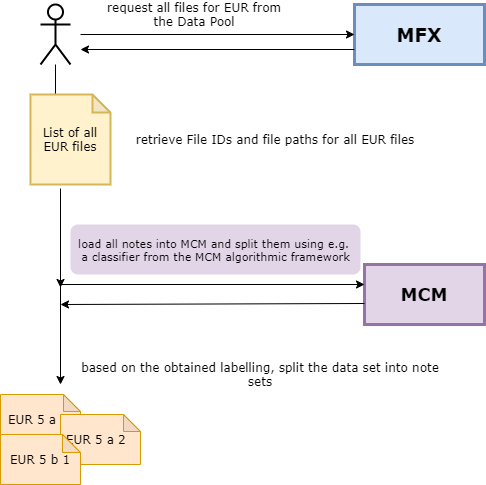 request all files for EUR from
the Data Pool
MFX
List of all
EUR files
retrieve File IDs and file paths for all EUR files
load all notes into MCM and split them using e.g.
a classifier from the MCM algorithmic framework
MCM
based on the obtained labelling, split the data set into note
sets
EUR 5 a
EUR 5 a 2
EUR 5 b 1